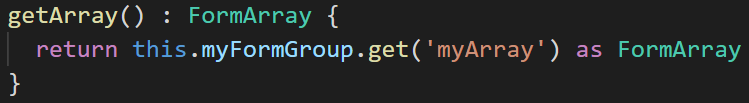 getArray() : FormArray {
return this.myFormGroup.get('myArray') as FormArray
}